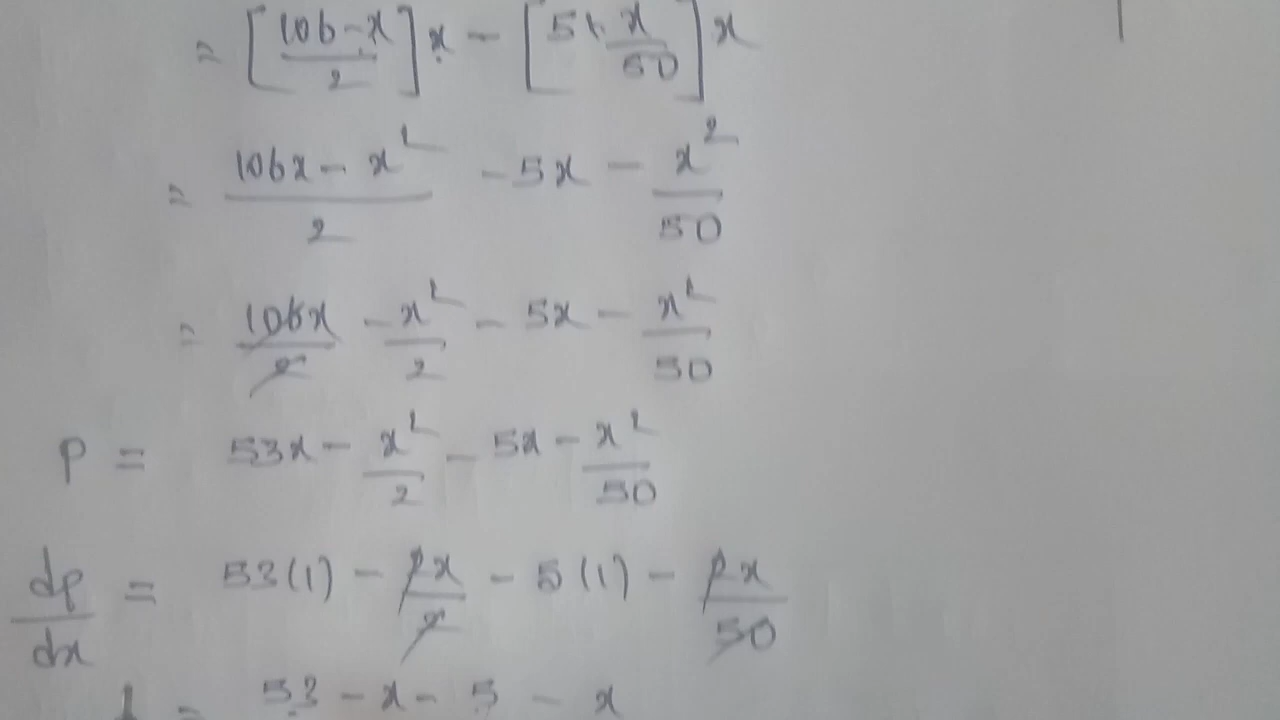 = [106-x/2]x - [5+x/50]x
= 106x - x²/2 - 5x - x²/50
= 106x/2 - x²/2 - 5x - x²/50
P = 53x - x²/2 - 5x - x²/50
dp/dx = 53(1) - 2x/2 - 5(1) - 2x/50
= 53 - x - 5 - x